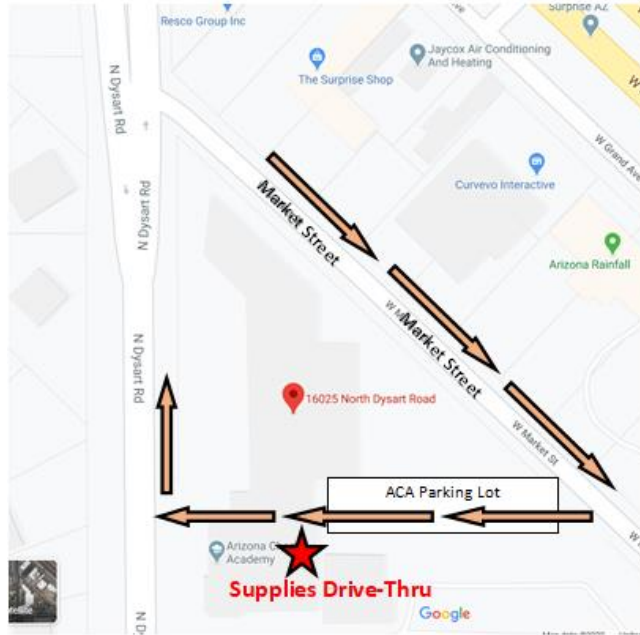 Resco Group Inc
Surprise AZ
Jaycox Air Conditioning
And Heating
The Surprise Shop
N Dysart Rd
W Grand Ave
N Dysart Rd
Market Street
Curvevo Interactive
Arizona Rainfall
Market Street
N Dysart Rd
16025 North Dysart Road
W Market St
ACA Parking Lot
Arizona
Academy
Supplies Drive-Thru
Google